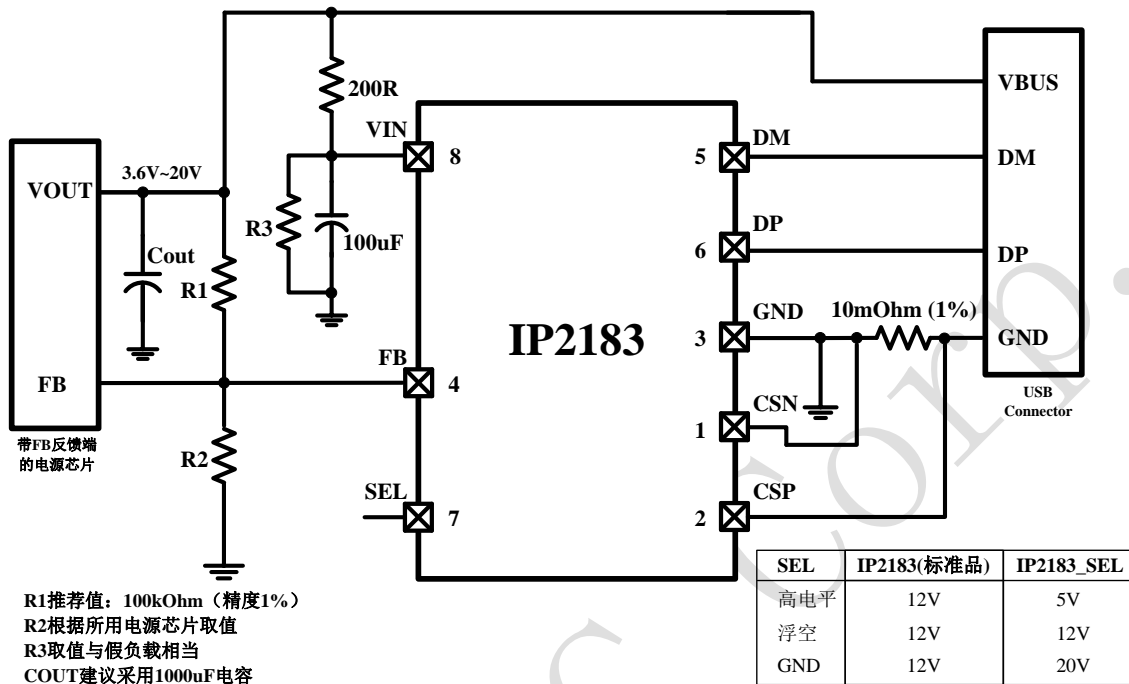 200R
VIN
8
VOUT
3.6V~20V
Cout
R1
R3
100uF
FB
4
FB
带FB反馈端
的电源芯片
R2
SEL
7
IP2183
DM
5
DP
6
GND
3
CSN
1
CSP
2
10mOhm (1%)
VBUS
DM
DP
GND
USB
Connector
R1推荐值：100kOhm（精度1%）
R2根据所用电源芯片取值
R3取值与假负载相当
COUT建议采用1000uF电容
SEL IP2183(标准品) IP2183_SEL
高电平 12V 5V
浮空 12V 12V
GND 12V 20V
c Corp.